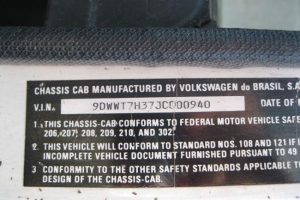 CHASSIS CAB MANUFACTURED BY VOLKSWAGEN do BRASIL, S.A
V.I.N. 9DWWT7H37JC000940 DATE OF
1. THIS CHASSIS-CAB CONFORMS TO FEDERAL MOTOR VEHICLE SAFE
206, 207, 208, 209, 210, AND 302.
2. THIS VEHICLE WILL CONFORM TO STANDARD NOS. 108 AND 121 IF
INCOMPLETE VEHICLE DOCUMENT FURNISHED PURSUANT TO 49
3. CONFORMITY TO THE OTHER SAFETY STANDARDS APPLICABLE T
DESIGN OF THE CHASSIS-CAB.